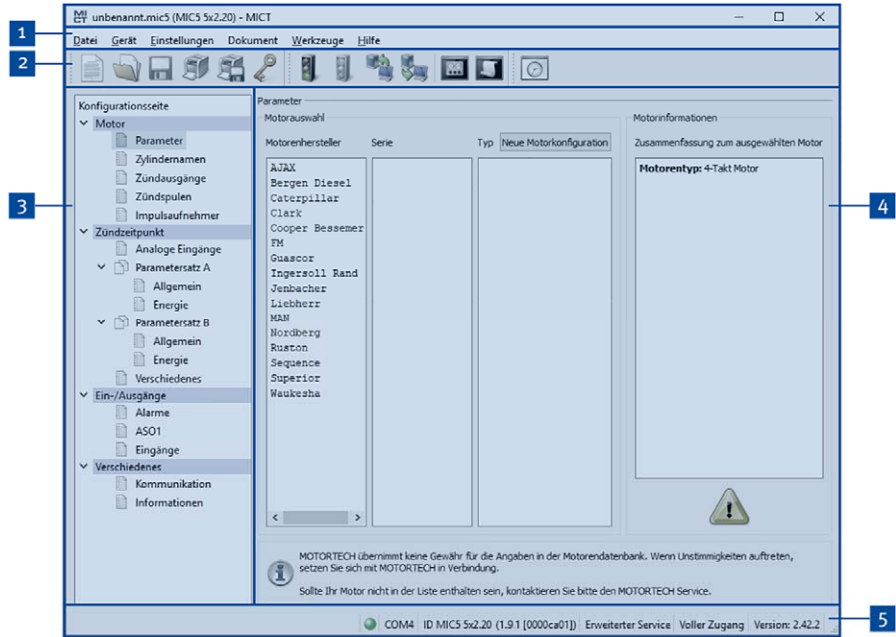 unbenannt.mic5 (MIC5 5x2.20) - MICT
1
Datei Gerät Einstellungen Dokument Werkzeuge Hilfe
2
Konfigurationsseite
Motor
Parameter
Zylindernamen
Zündausgänge
Zündspulen
Impulsaufnehmer
Zündzeitpunkt
Analoge Eingänge
Parametersatz A
Allgemein
Energie
Parametersatz B
Allgemein
Energie
Verschiedenes
Ein-/Ausgänge
Alarme
ASO1
Eingänge
Verschiedenes
Kommunikation
Informationen
3
Parameter
Motorauswahl
Motorenhersteller Serie Typ Neue Motorkonfiguration
AJAX
Bergen Diesel
Caterpillar
Clark
Cooper Bessemer
FM
Guascor
Ingersoll Rand
Jenbacher
Liebherr
MAN
Nordberg
Ruston
Sequence
Superior
Waukesha
Motorinformationen
Zusammenfassung zum ausgewählten Motor
Motorentyp: 4-Takt Motor
4
MOTORTECH übernimmt keine Gewähr für die Angaben in der Motorendatenbank. Wenn Unstimmigkeiten auftreten,
setzen Sie sich mit MOTORTECH in Verbindung.
Sollte Ihr Motor nicht in der Liste enthalten sein, kontaktieren Sie bitte den MOTORTECH Service.
COM4 ID MIC5 5x2.20 (1.9.1 [0000ca01]) Erweiterter Service Voller Zugang Version: 2.42.2
5